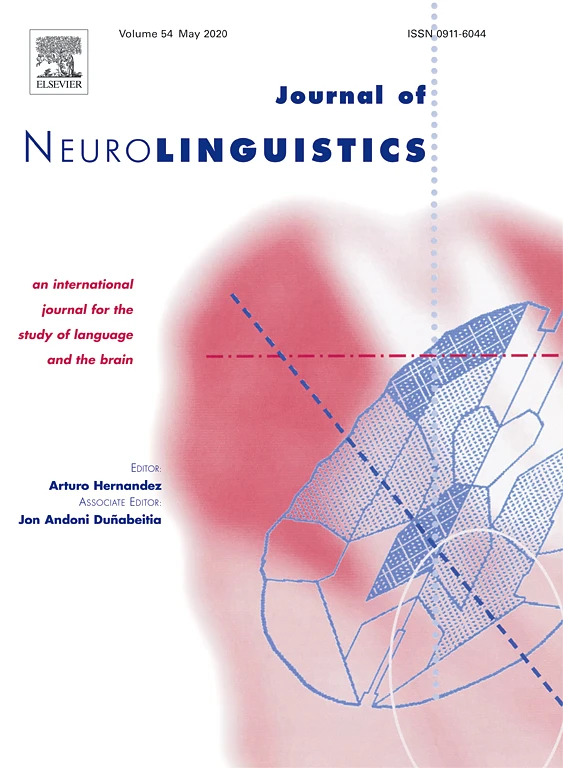 Volume 54 May 2020
ISSN 0911-6044
ELSEVIER
Journal of
NEUROLINGUISTICS
an international
journal for the
study of language
and the brain
EDITOR:
Arturo Hernandez
ASSOCIATE EDITOR:
Jon Andoni Duñabeitia